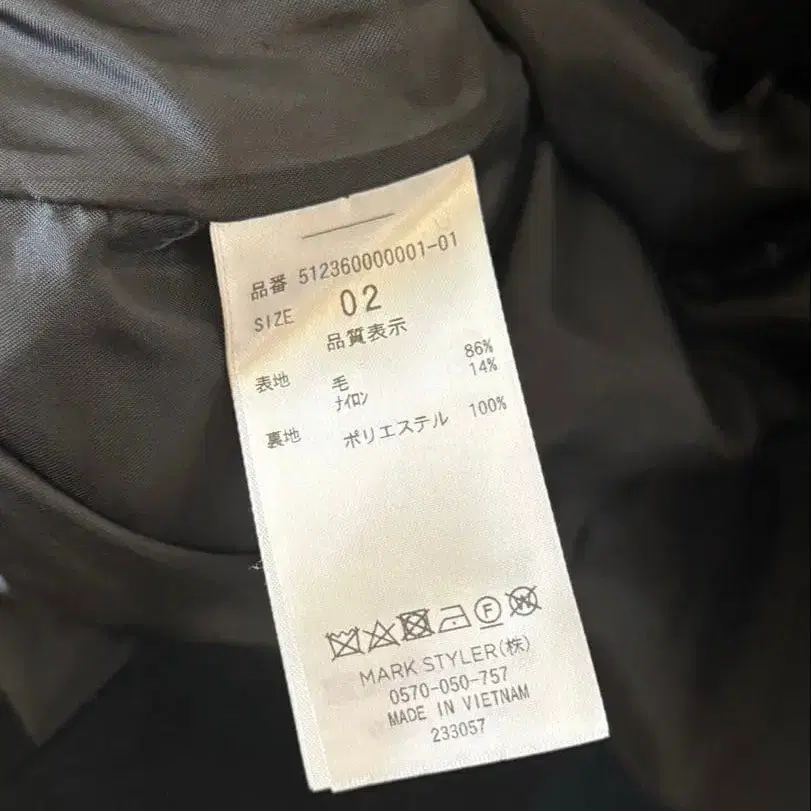 品番 512360000001-01
SIZE 02
品質表示
表地 毛 86%
ﾅｲﾛﾝ 14%
裏地 ポリエステル 100%
F W
MARK STYLER(株)
0570-050-757
MADE IN VIETNAM
233057